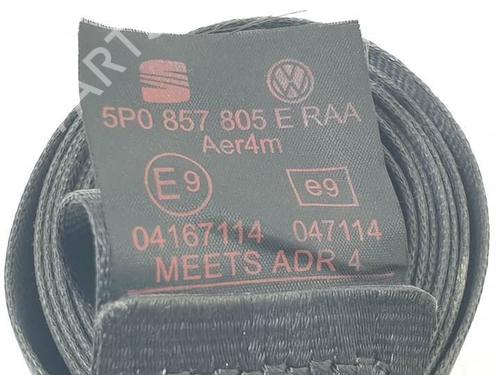 5P0 857 805 E RAA
Aer4m
E9 e9
04167114 047114
MEETS ADR 4